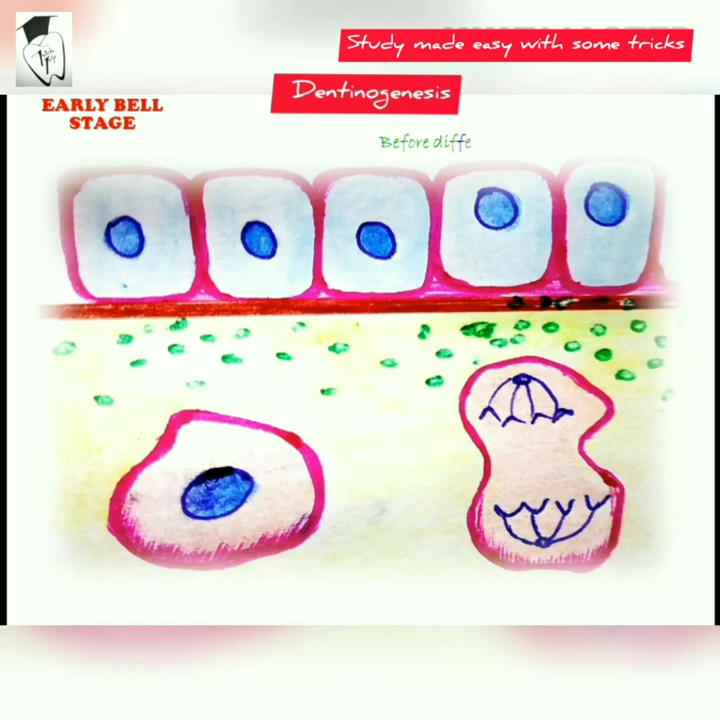 Study made easy with some tricks
Dentinogenesis
EARLY BELL
STAGE
Before diffe